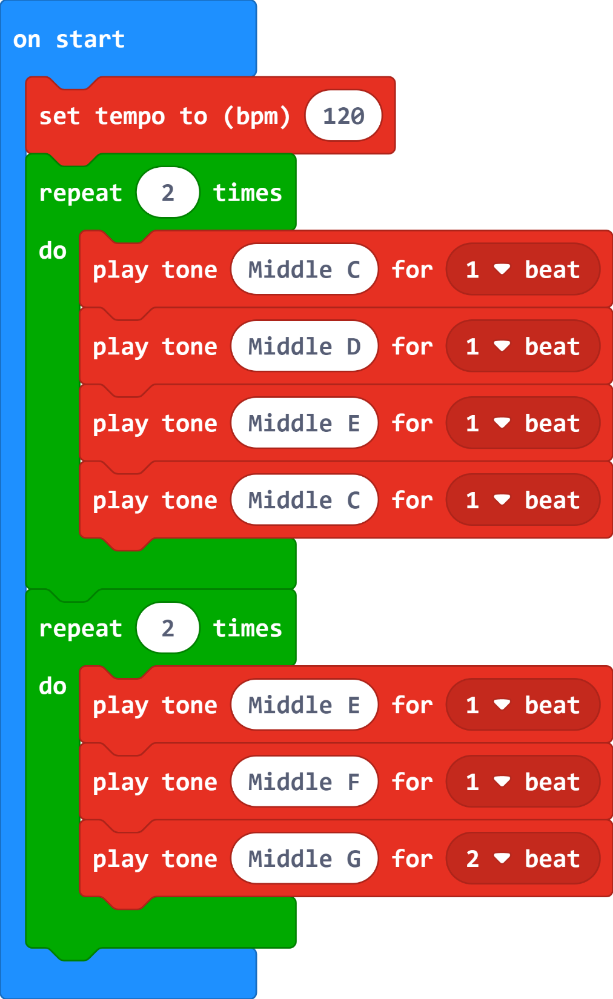 on start
set tempo to (bpm) 120
repeat 2 times
do
play tone Middle C for 1 beat
play tone Middle D for 1 beat
play tone Middle E for 1 beat
play tone Middle C for 1 beat
repeat 2 times
do
play tone Middle E for 1 beat
play tone Middle F for 1 beat
play tone Middle G for 2 beat